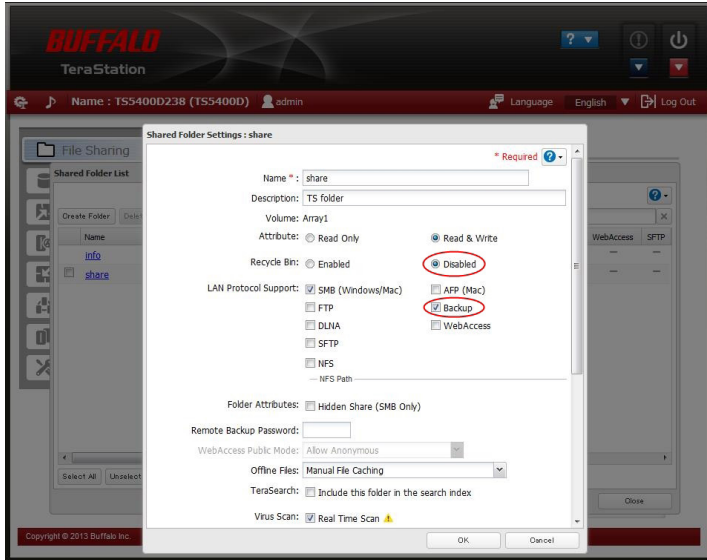 BUFFALO
TeraStation
?
Name : TS5400D238 (TS5400D) admin Language English Log Out
File Sharing
Shared Folder List
Create Folder
Name WebAccess SFTP
info
share
Select All Unselect
Close
Shared Folder Settings : share
* Required ?
Name * : share
Description: TS folder
Volume: Array1
Attribute: Read Only Read & Write
Recycle Bin: Enabled Disabled
LAN Protocol Support: SMB (Windows/Mac) AFP (Mac)
FTP Backup
DLNA WebAccess
SFTP
NFS
NFS Path
Folder Attributes: Hidden Share (SMB Only)
Remote Backup Password:
WebAccess Public Mode: Allow Anonymous
Offline Files: Manual File Caching
TeraSearch: Include this folder in the search index
Virus Scan: Real Time Scan
OK Cancel
Copyright © 2013 Buffalo Inc.